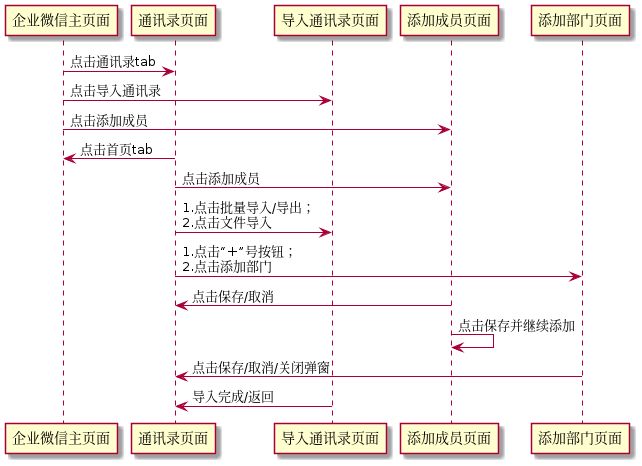 企业微信主页面
通讯录页面
导入通讯录页面
添加成员页面
添加部门页面
点击通讯录tab
点击导入通讯录
点击添加成员
点击首页tab
点击添加成员
1.点击批量导入/导出；
2.点击文件导入
1.点击“＋”号按钮；
2.点击添加部门
点击保存/取消
点击保存并继续添加
点击保存/取消/关闭弹窗
导入完成/返回
企业微信主页面
通讯录页面
导入通讯录页面
添加成员页面
添加部门页面